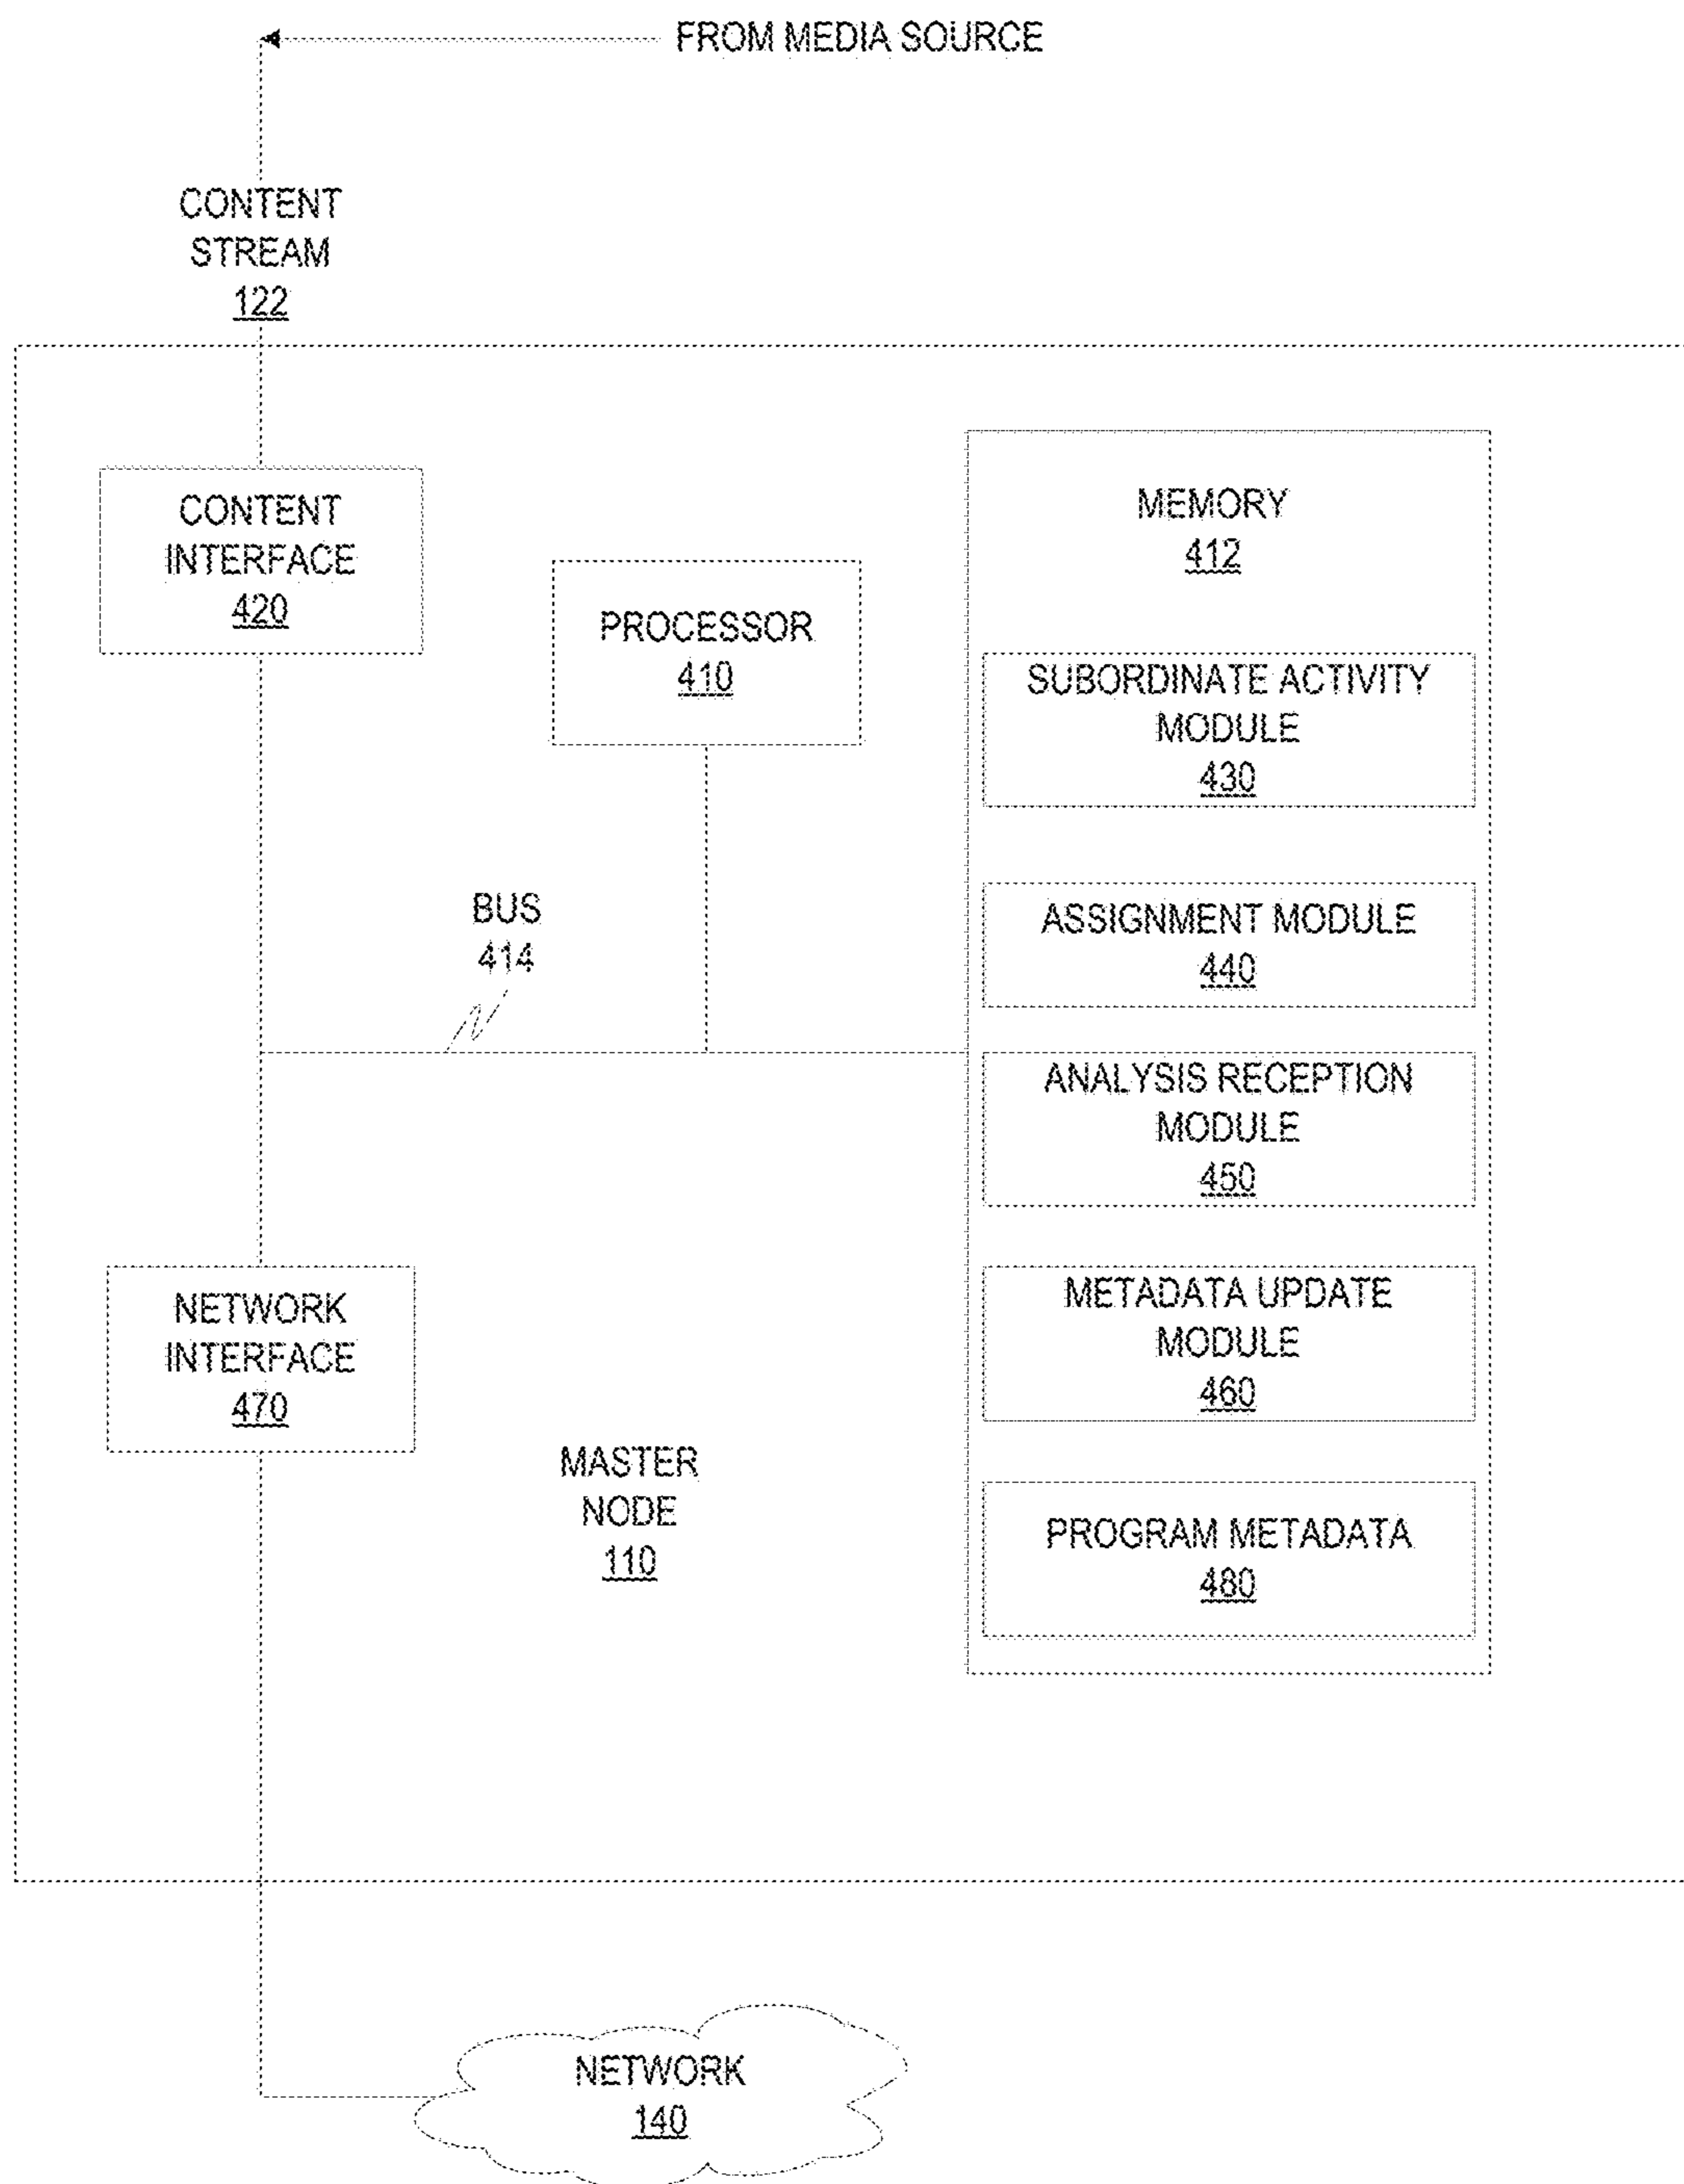 FROM MEDIA SOURCE
CONTENT
STREAM
122
CONTENT
INTERFACE
420
PROCESSOR
410
MEMORY
412
SUBORDINATE ACTIVITY
MODULE
430
ASSIGNMENT MODULE
440
BUS
414
ANALYSIS RECEPTION
MODULE
450
NETWORK
INTERFACE
470
METADATA UPDATE
MODULE
460
MASTER
NODE
110
PROGRAM METADATA
480
NETWORK
140